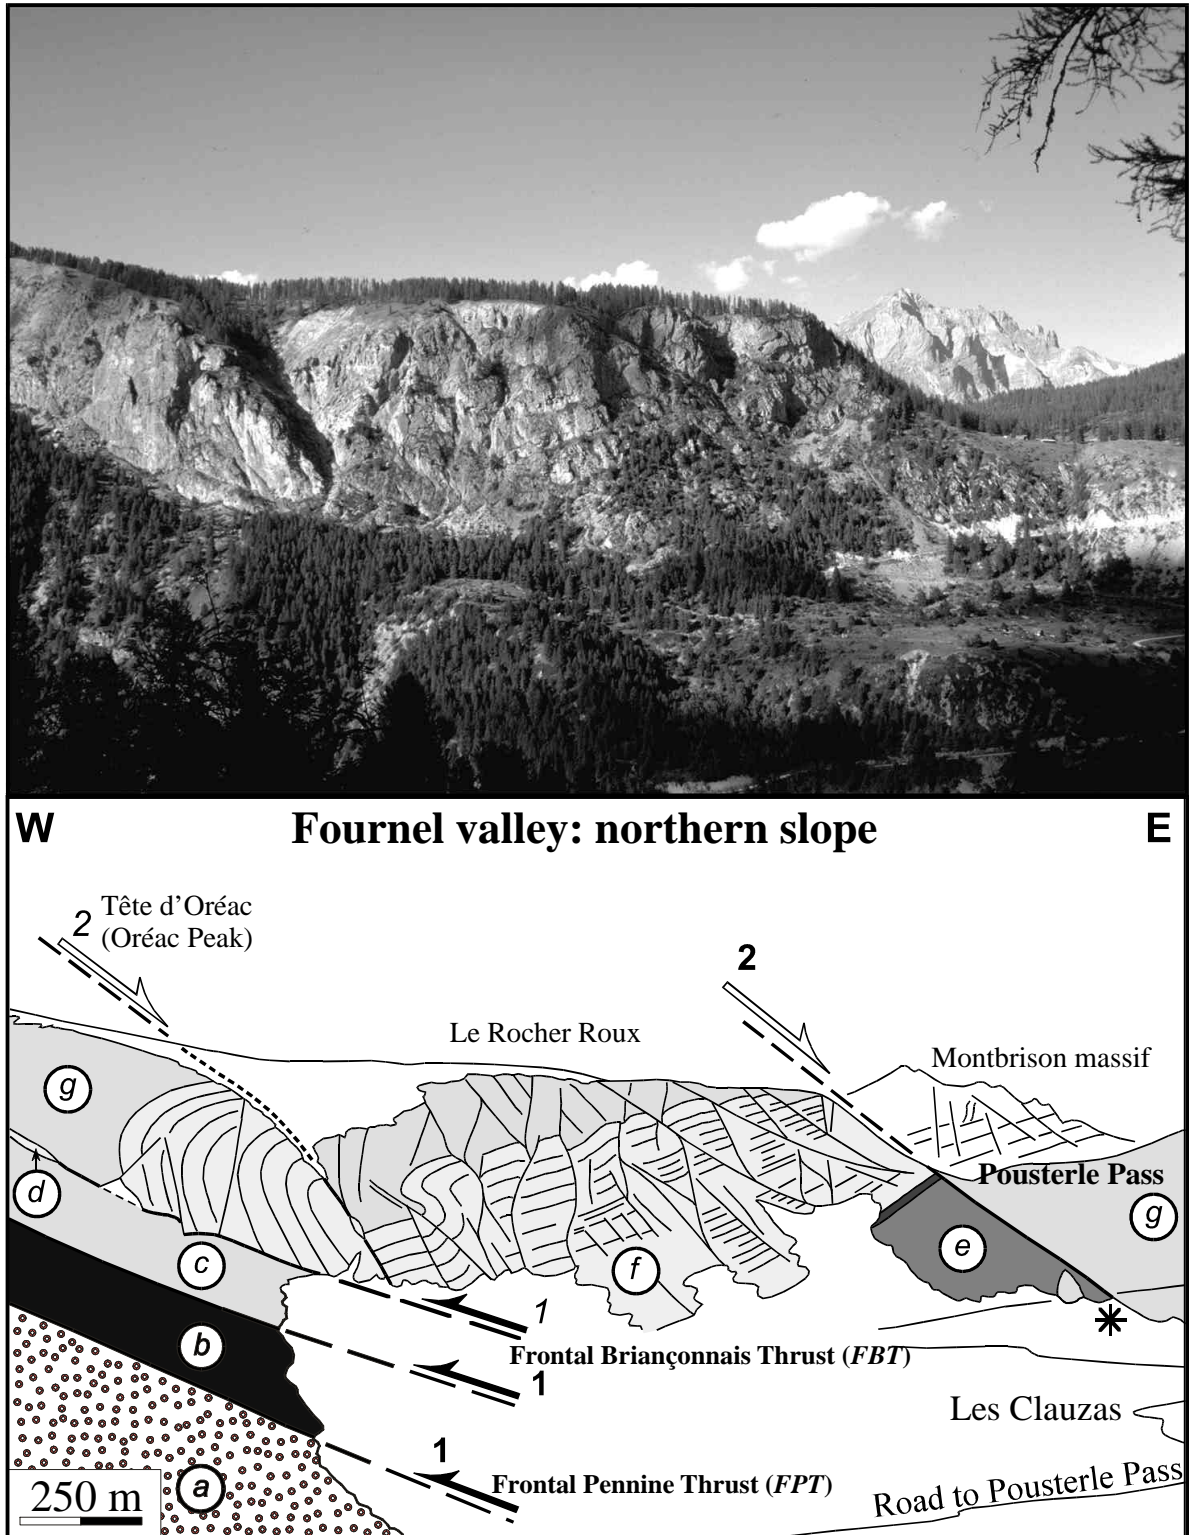 W
Fournel valley: northern slope
E
2
Tête d'Oréac
(Oréac Peak)
2
Le Rocher Roux
Montbrison massif
g
Pousterle Pass
d
g
c
e
f
1
b
Frontal Briançonnais Thrust (FBT)
1
Les Clauzas
1
a
Frontal Pennine Thrust (FPT)
250 m
Road to Pousterle Pass